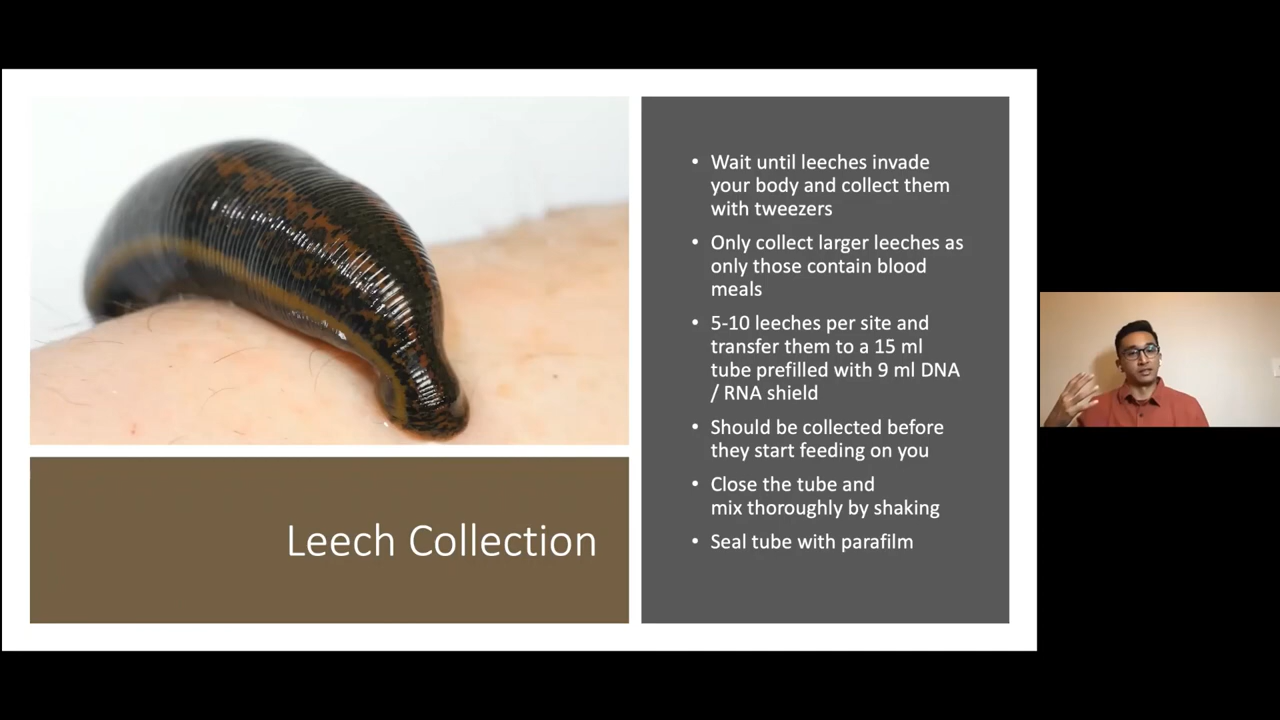 Leech Collection
• Wait until leeches invade
your body and collect them
with tweezers
• Only collect larger leeches as
only those contain blood
meals
• 5-10 leeches per site and
transfer them to a 15 ml
tube prefilled with 9 ml DNA
/ RNA shield
• Should be collected before
they start feeding on you
• Close the tube and
mix thoroughly by shaking
• Seal tube with parafilm